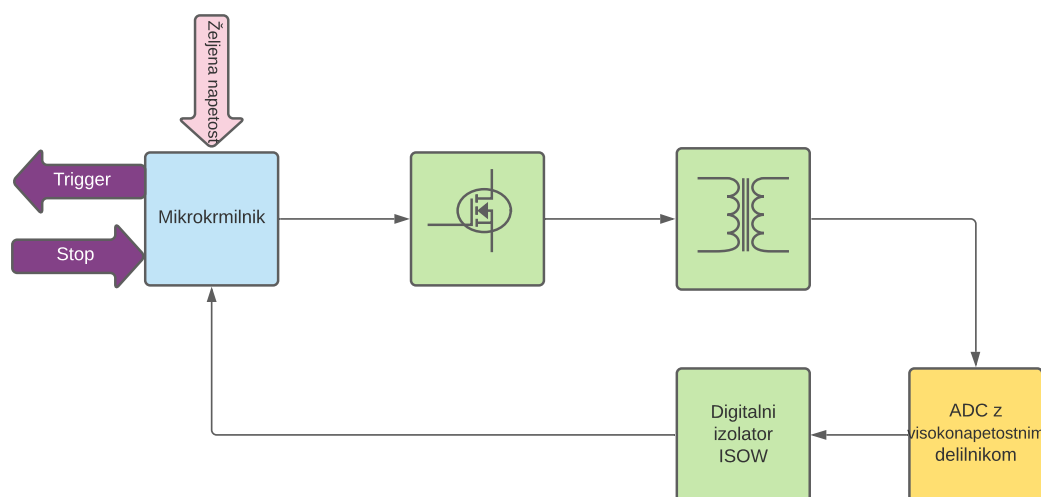 Željena napetost
Trigger
Mikrokrmilnik
Stop
Digitalni
izolator
ISOW
ADC z
visokonapetostnim
delilnikom